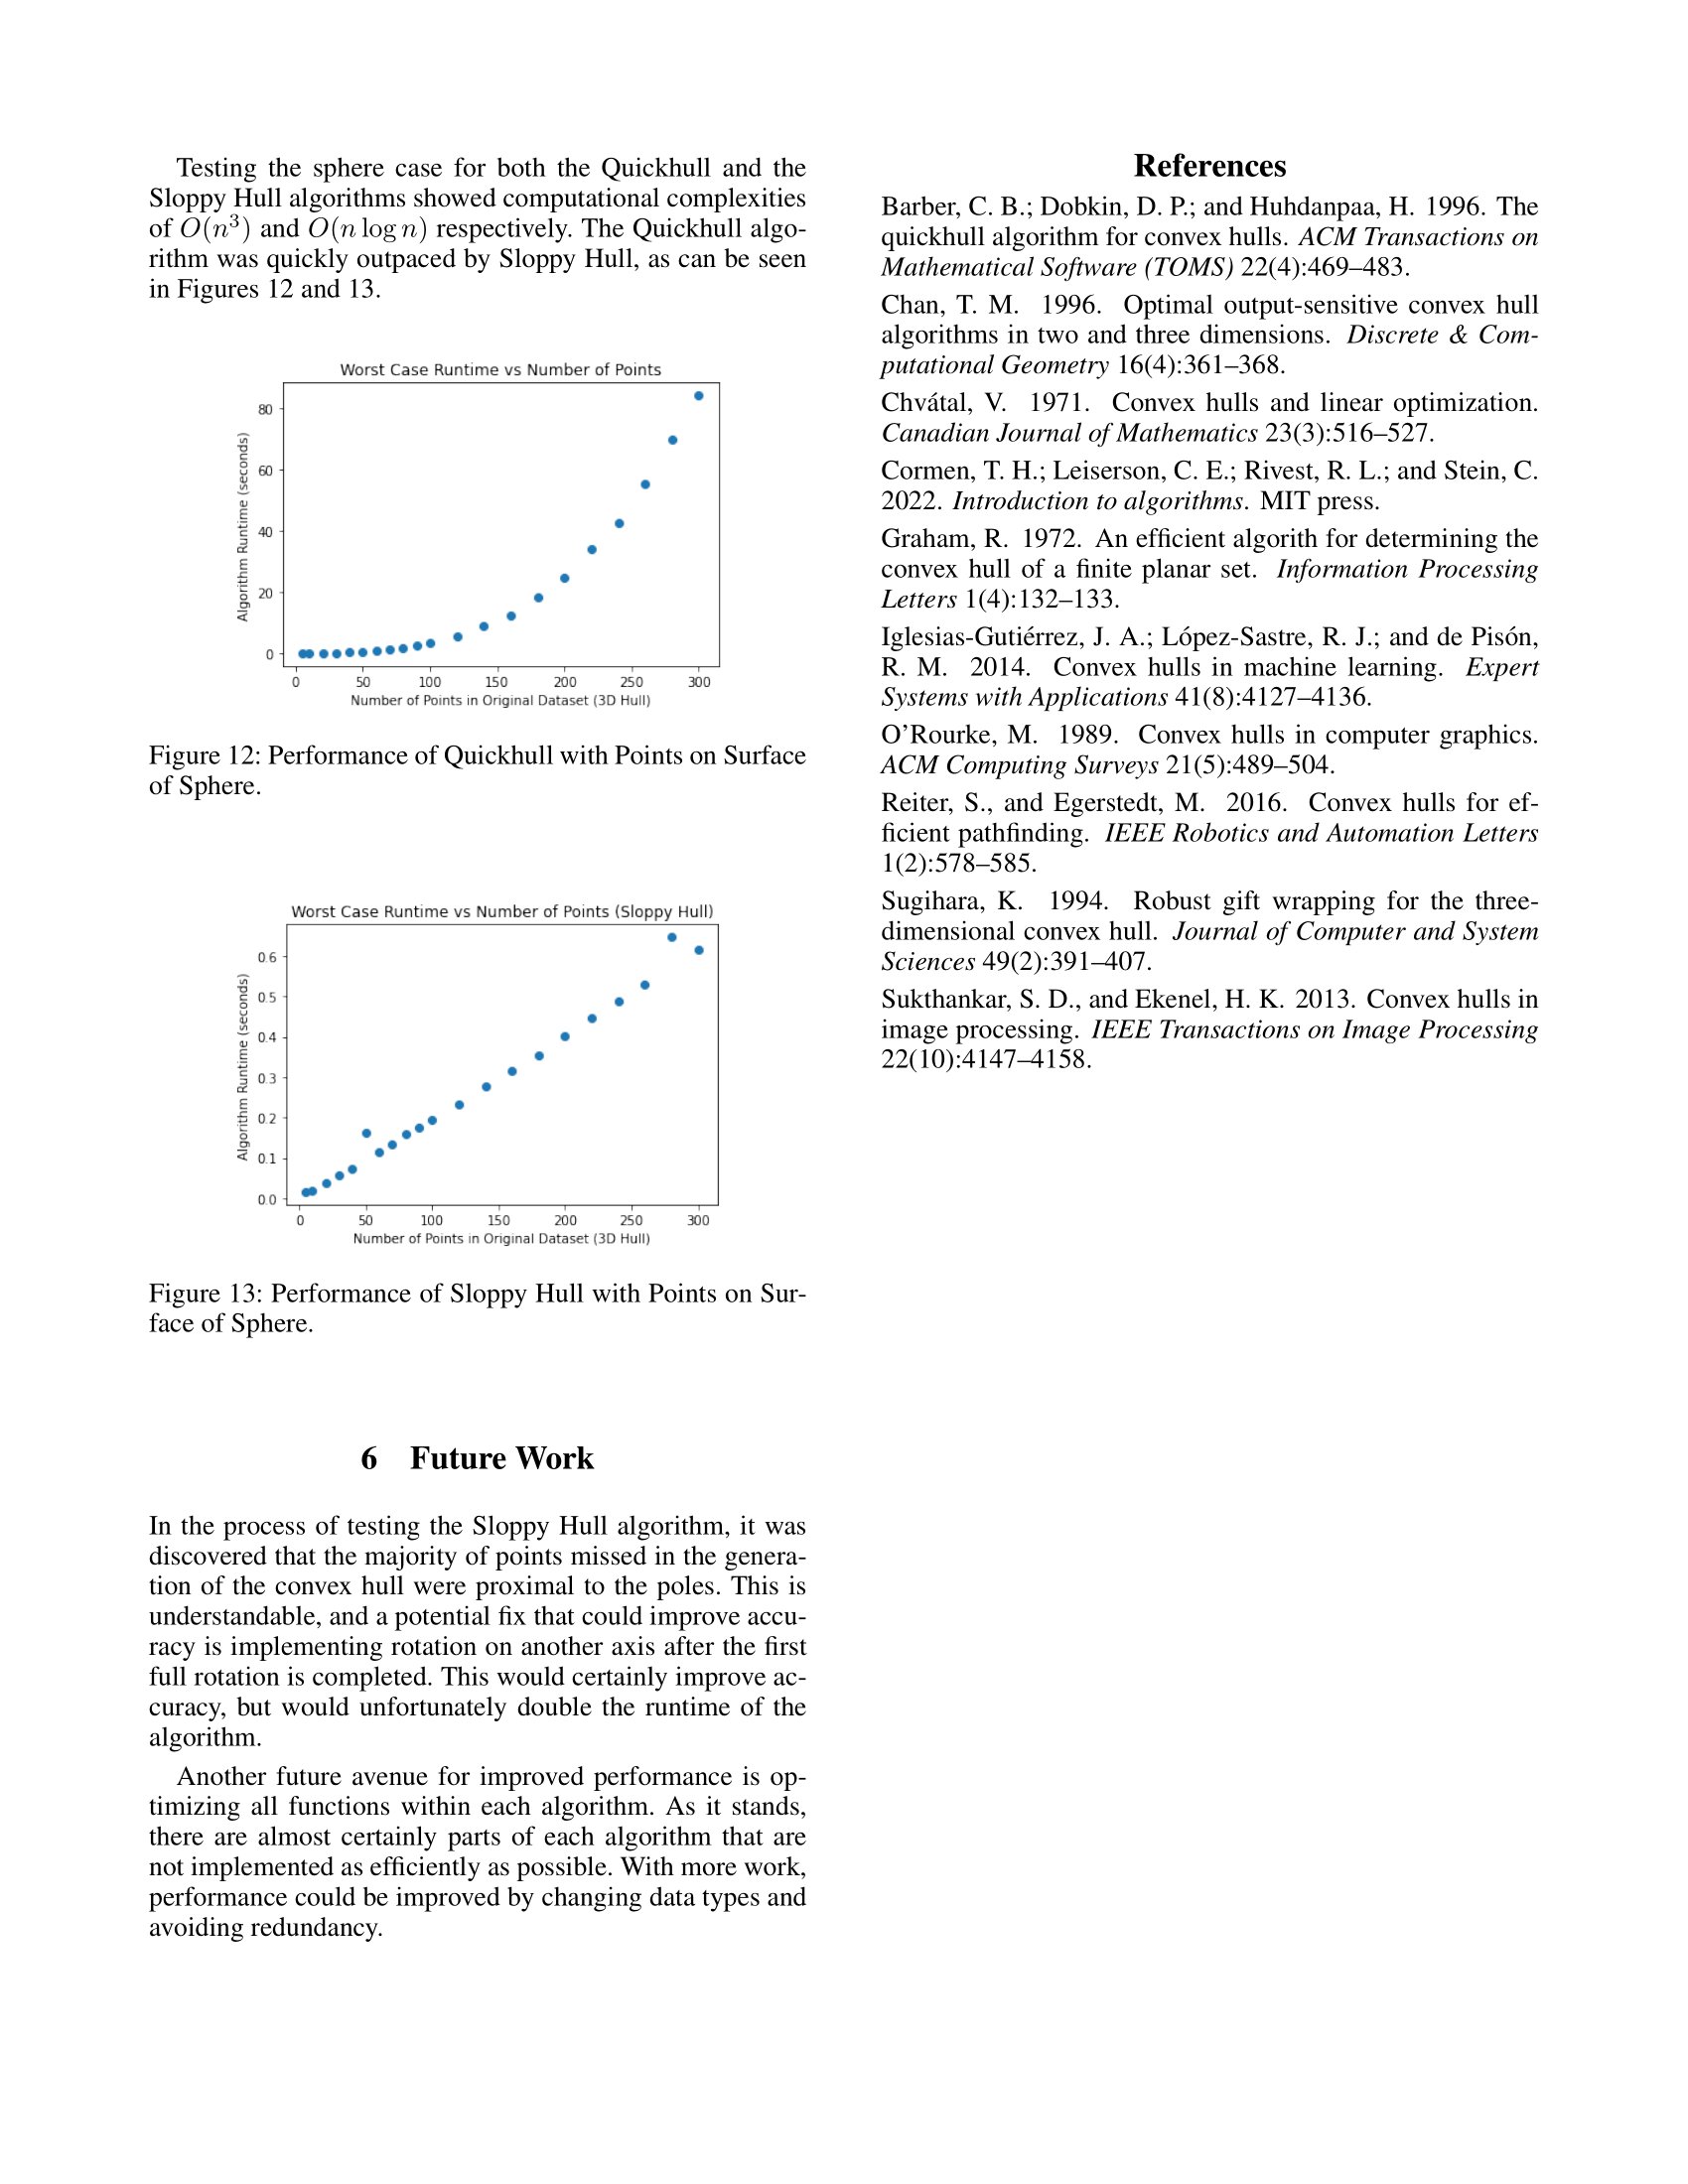 Testing the sphere case for both the Quickhull and the
Sloppy Hull algorithms showed computational complexities
of O(n³) and O(n log n) respectively. The Quickhull algo-
rithm was quickly outpaced by Sloppy Hull, as can be seen
in Figures 12 and 13.
Worst Case Runtime vs Number of Points
Algorithm Runtime (seconds)
80
60
40
20
0
0 50 100 150 200 250 300
Number of Points in Original Dataset (3D Hull)
Figure 12: Performance of Quickhull with Points on Surface
of Sphere.
Worst Case Runtime vs Number of Points (Sloppy Hull)
Algorithm Runtime (seconds)
0.6
0.5
0.4
0.3
0.2
0.1
0.0
0 50 100 150 200 250 300
Number of Points in Original Dataset (3D Hull)
Figure 13: Performance of Sloppy Hull with Points on Sur-
face of Sphere.
6 Future Work
In the process of testing the Sloppy Hull algorithm, it was
discovered that the majority of points missed in the genera-
tion of the convex hull were proximal to the poles. This is
understandable, and a potential fix that could improve accu-
racy is implementing rotation on another axis after the first
full rotation is completed. This would certainly improve ac-
curacy, but would unfortunately double the runtime of the
algorithm.
Another future avenue for improved performance is op-
timizing all functions within each algorithm. As it stands,
there are almost certainly parts of each algorithm that are
not implemented as efficiently as possible. With more work,
performance could be improved by changing data types and
avoiding redundancy.
References
Barber, C. B.; Dobkin, D. P.; and Huhdanpaa, H. 1996. The
quickhull algorithm for convex hulls. ACM Transactions on
Mathematical Software (TOMS) 22(4):469–483.
Chan, T. M. 1996. Optimal output-sensitive convex hull
algorithms in two and three dimensions. Discrete & Com-
putational Geometry 16(4):361–368.
Chvátal, V. 1971. Convex hulls and linear optimization.
Canadian Journal of Mathematics 23(3):516–527.
Cormen, T. H.; Leiserson, C. E.; Rivest, R. L.; and Stein, C.
2022. Introduction to algorithms. MIT press.
Graham, R. 1972. An efficient algorith for determining the
convex hull of a finite planar set. Information Processing
Letters 1(4):132–133.
Iglesias-Gutiérrez, J. A.; López-Sastre, R. J.; and de Pisón,
R. M. 2014. Convex hulls in machine learning. Expert
Systems with Applications 41(8):4127–4136.
O'Rourke, M. 1989. Convex hulls in computer graphics.
ACM Computing Surveys 21(5):489–504.
Reiter, S., and Egerstedt, M. 2016. Convex hulls for ef-
ficient pathfinding. IEEE Robotics and Automation Letters
1(2):578–585.
Sugihara, K. 1994. Robust gift wrapping for the three-
dimensional convex hull. Journal of Computer and System
Sciences 49(2):391–407.
Sukthankar, S. D., and Ekenel, H. K. 2013. Convex hulls in
image processing. IEEE Transactions on Image Processing
22(10):4147–4158.